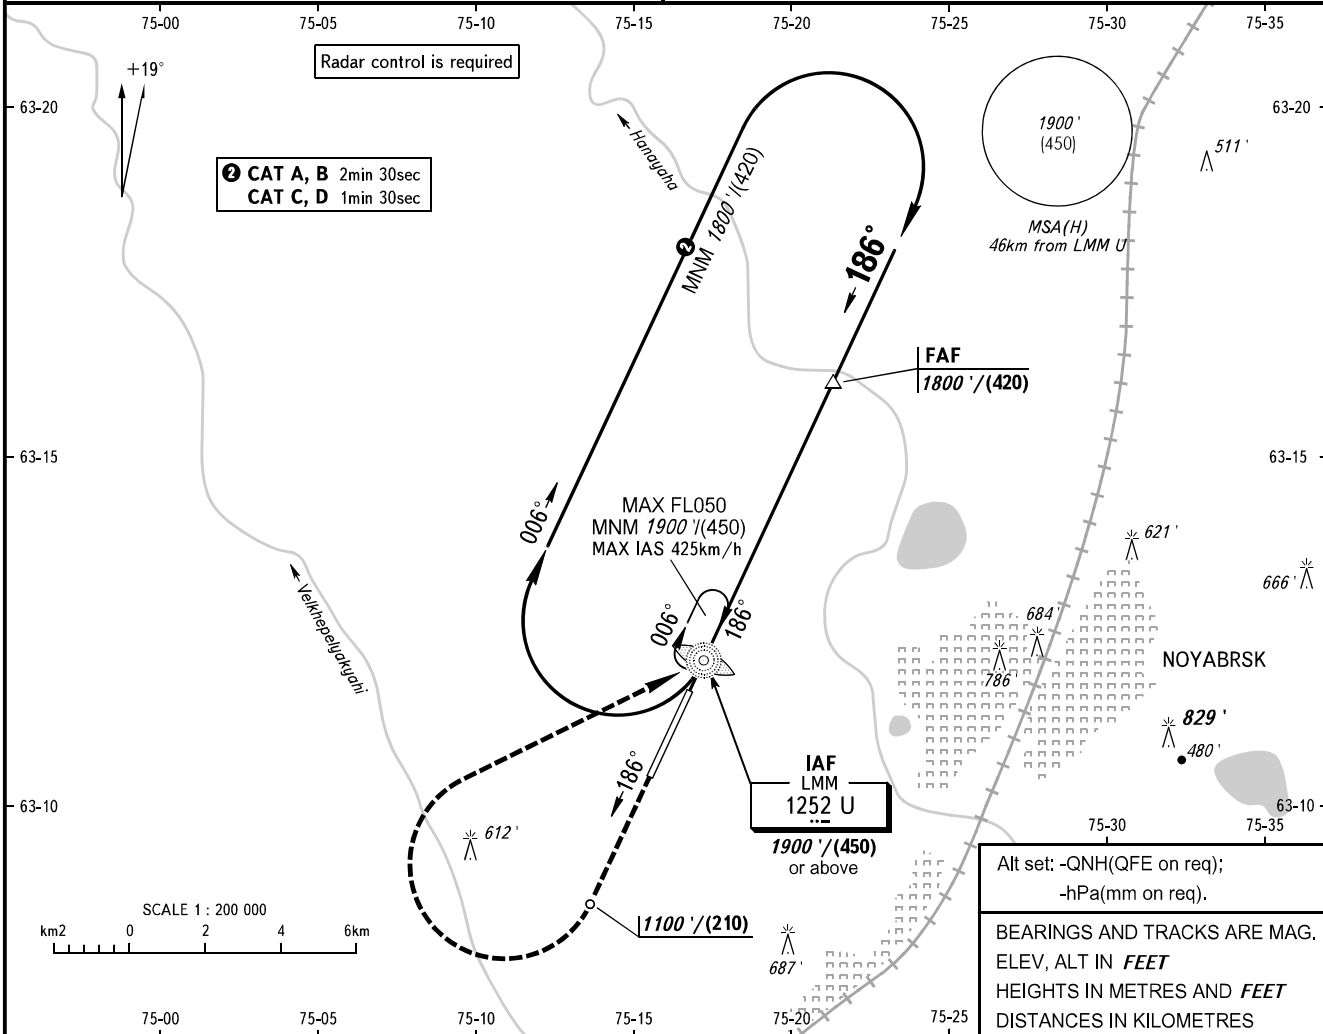 75-00 75-05 75-10 75-15 75-20 75-25 75-30 75-35
Radar control is required
+19°
63-20 63-20
1900 '
(450)
511 '
Hanayaha
❷ CAT A, B 2min 30sec
CAT C, D 1min 30sec
MNM 1800 '/(420)
❷
MSA(H)
46km from LMM U
186°
FAF
1800 '/(420)
63-15 63-15
006°
MAX FL050
MNM 1900 '/(450)
MAX IAS 425km/h
621 '
666 '
Velkhepelyakyahi
006°
186°
684 '
786 '
NOYABRSK
829 '
480 '
186°
IAF
LMM
1252 U
1900 '/(450)
or above
63-10 63-10
75-30 75-35
612 '
1100 '/(210)
687 '
SCALE 1 : 200 000
km2 0 2 4 6km
Alt set: -QNH(QFE on req);
-hPa(mm on req).
BEARINGS AND TRACKS ARE MAG.
ELEV, ALT IN FEET
HEIGHTS IN METRES AND FEET
DISTANCES IN KILOMETRES
75-00 75-05 75-10 75-15 75-20 75-25